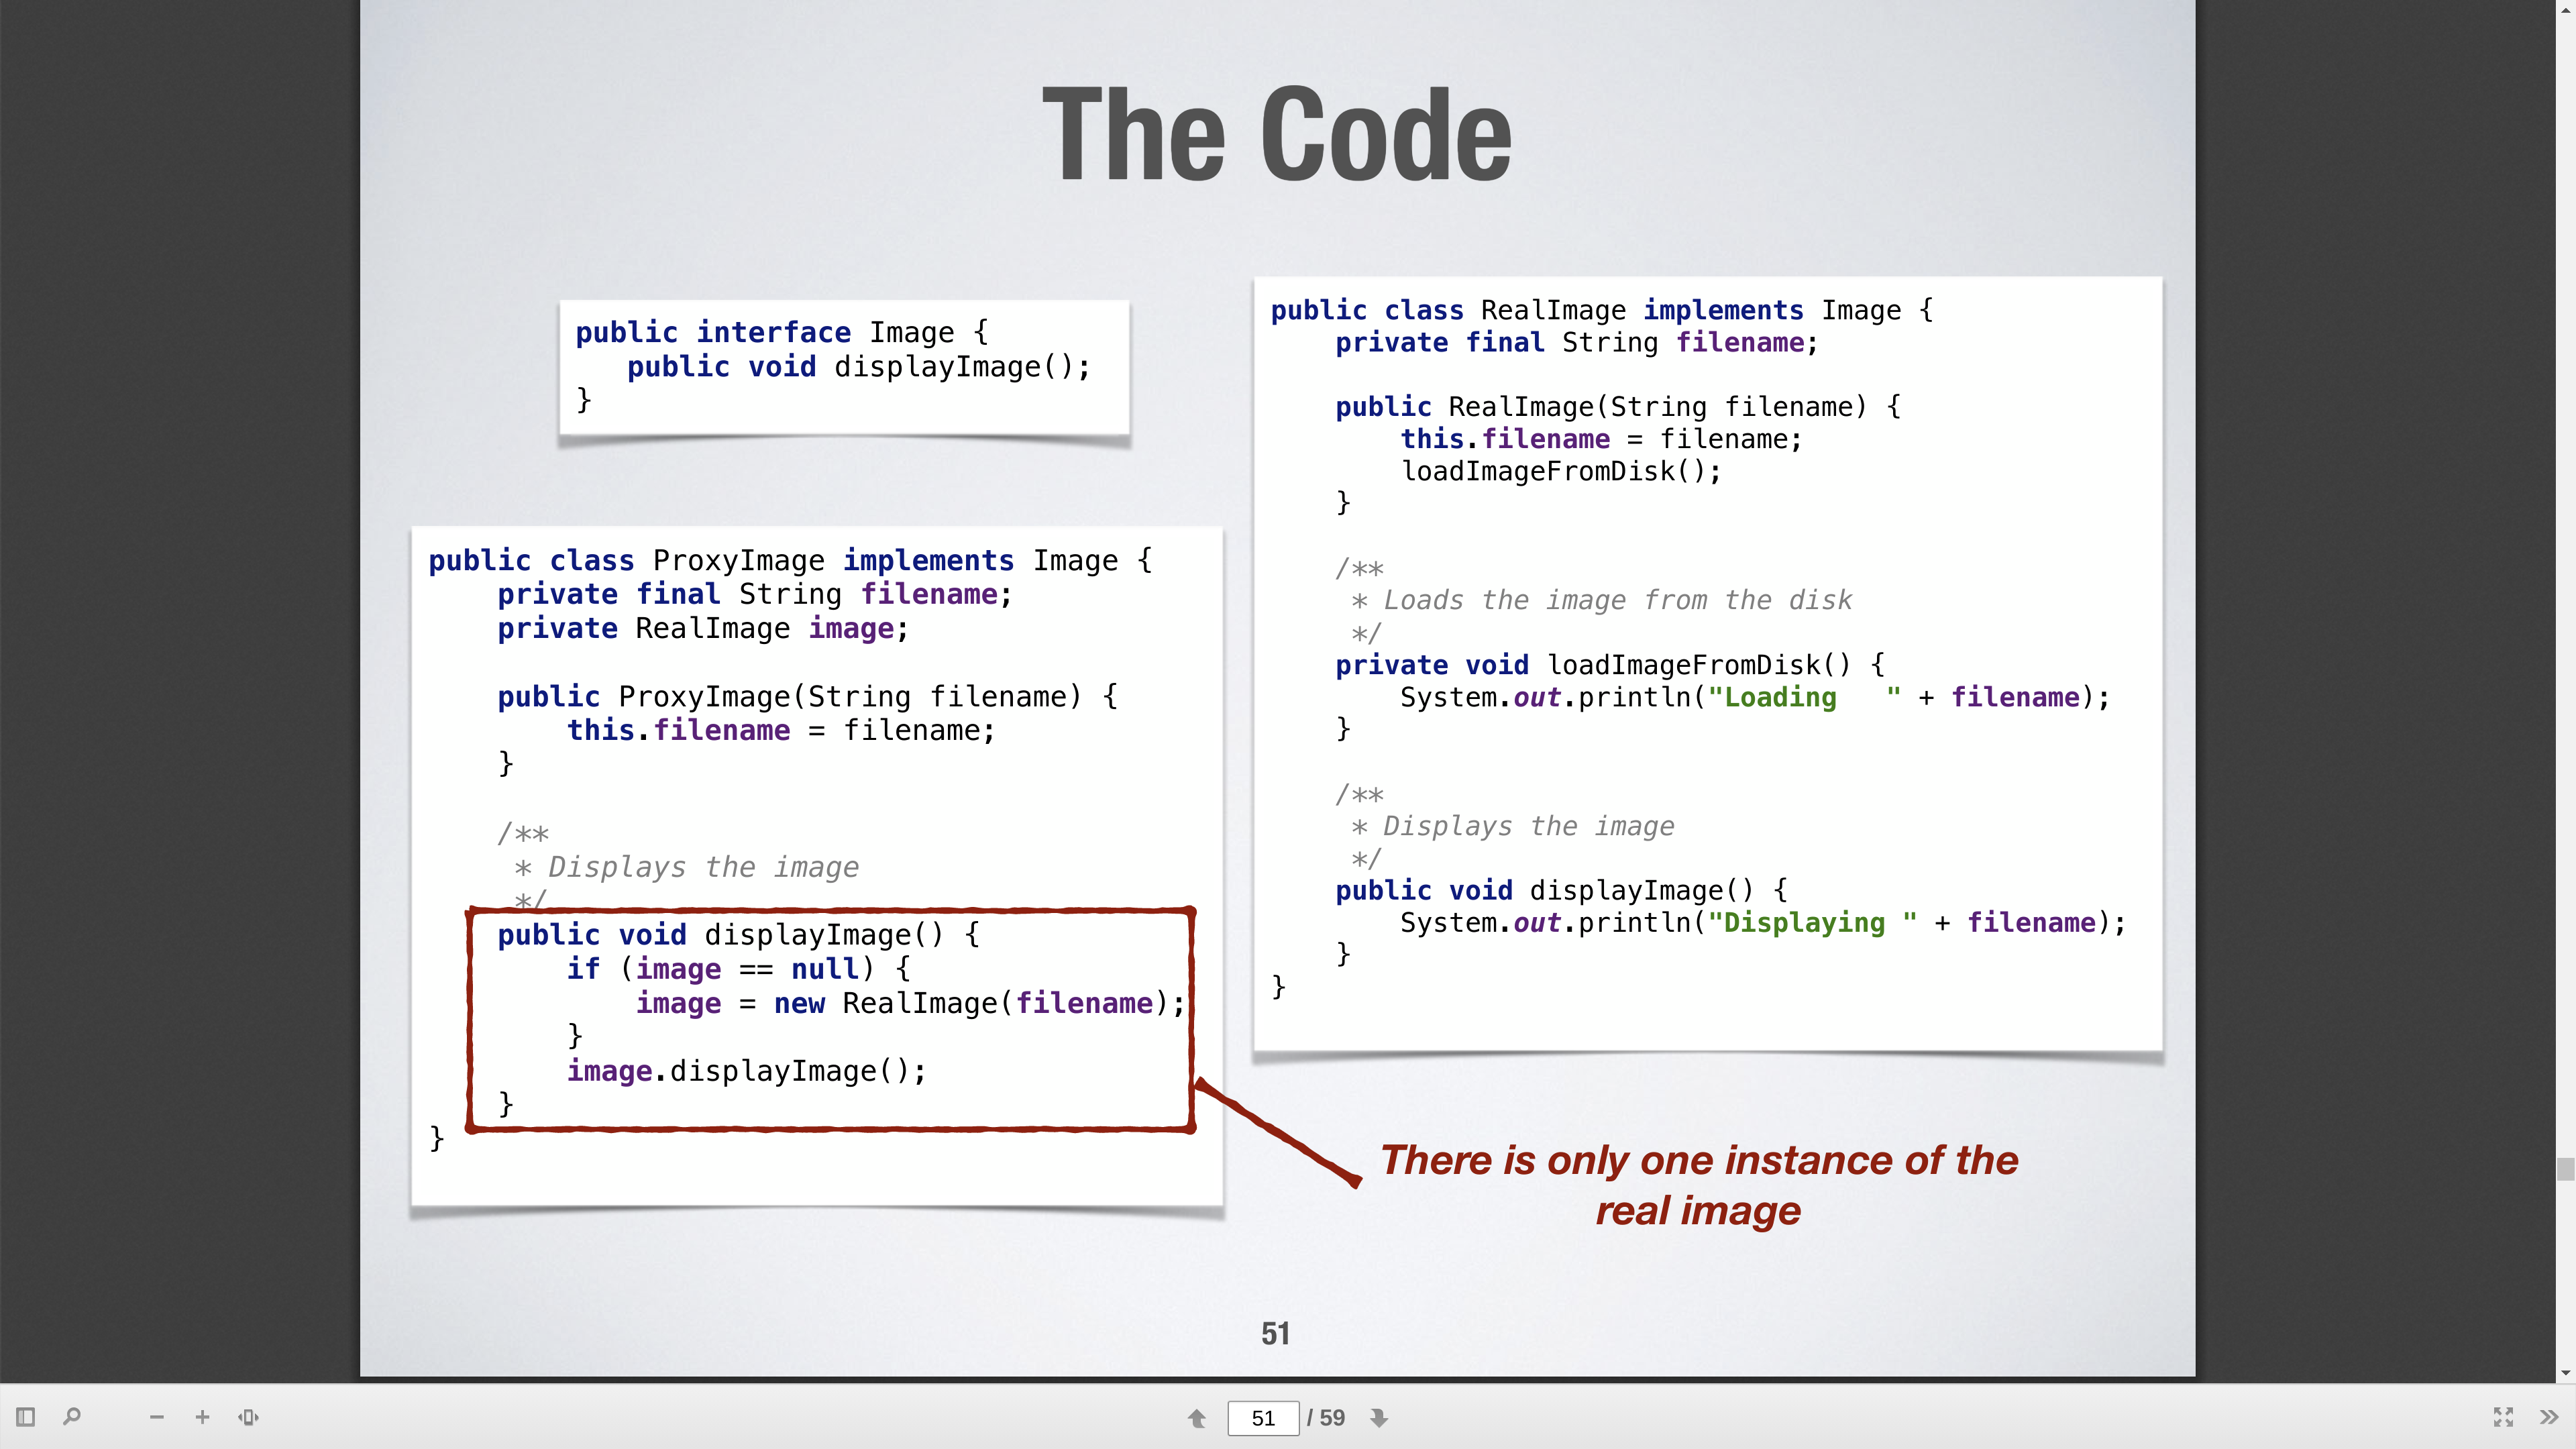 The Code
public interface Image {
   public void displayImage();
}
public class ProxyImage implements Image {
    private final String filename;
    private RealImage image;
    public ProxyImage(String filename) {
        this.filename = filename;
    }
    /**
     * Displays the image
     */
    public void displayImage() {
        if (image == null) {
            image = new RealImage(filename);
        }
        image.displayImage();
    }
}
public class RealImage implements Image {
    private final String filename;
    public RealImage(String filename) {
        this.filename = filename;
        loadImageFromDisk();
    }
    /**
     * Loads the image from the disk
     */
    private void loadImageFromDisk() {
        System.out.println("Loading   " + filename);
    }
    /**
     * Displays the image
     */
    public void displayImage() {
        System.out.println("Displaying " + filename);
    }
}
There is only one instance of the
real image
51
51 / 59